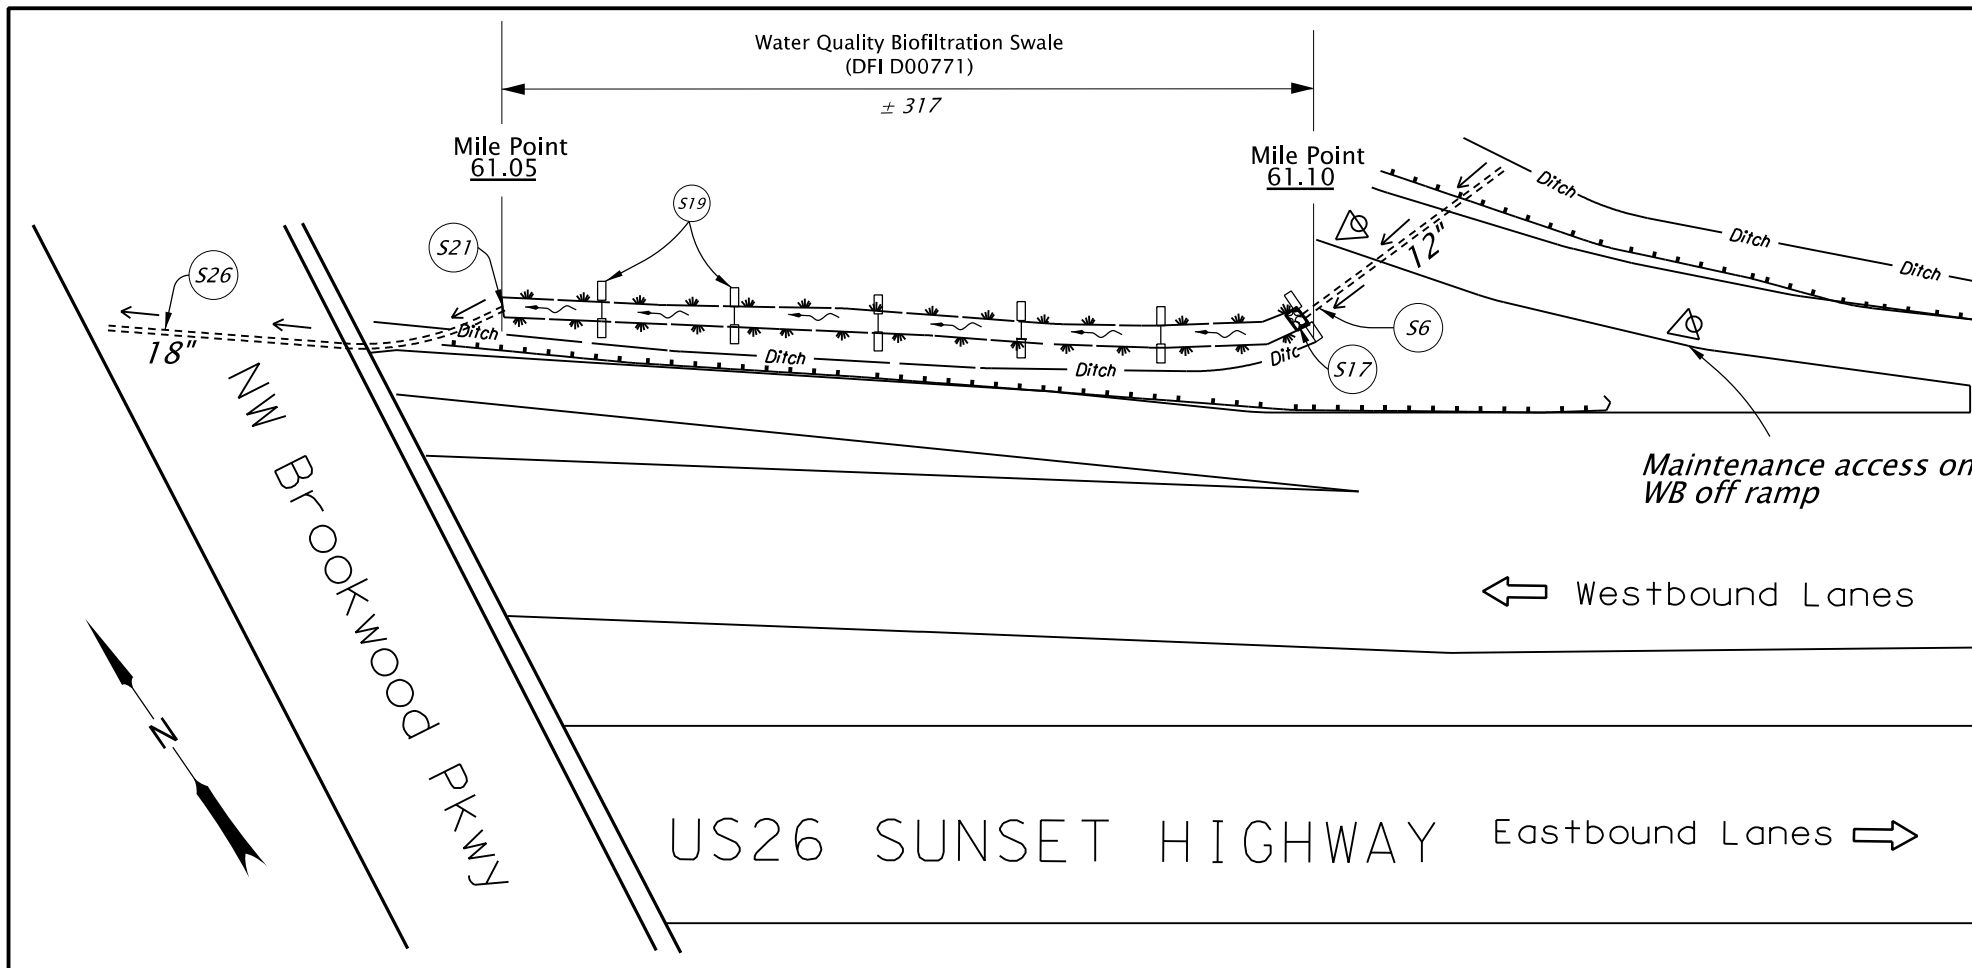 Water Quality Biofiltration Swale
(DFI D00771)
± 317
Mile Point
61.05
Mile Point
61.10
S19
S21
S26
18"
12"
S6
S17
Ditch
Ditch
Ditch
Ditch
Ditch
Ditch
Ditc
Maintenance access on
WB off ramp
NW Brookwood Pkwy
Westbound Lanes
N
US26 SUNSET HIGHWAY
Eastbound Lanes